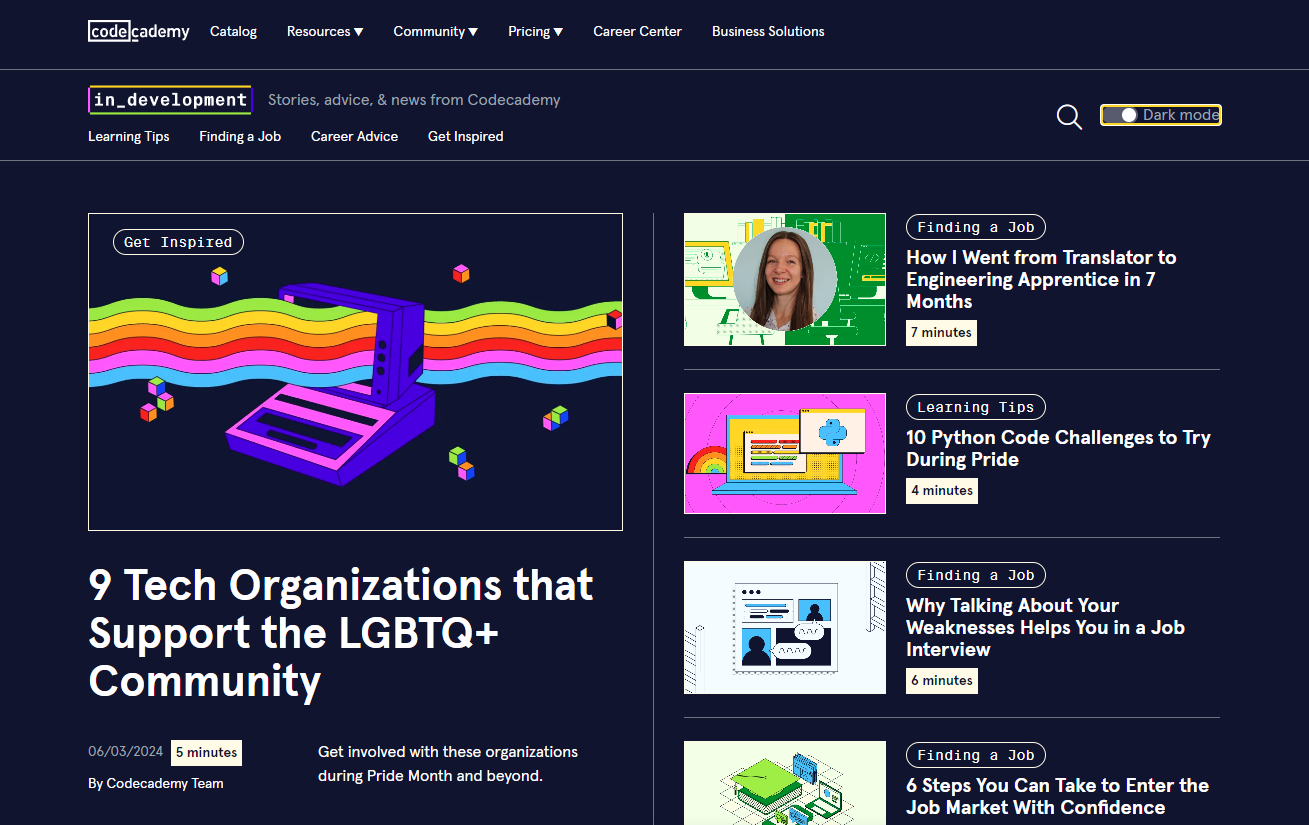 codecademy
Catalog
Resources
Community
Pricing
Career Center
Business Solutions
in_development
Stories, advice, & news from Codecademy
Learning Tips
Finding a Job
Career Advice
Get Inspired
Dark mode
Get Inspired
9 Tech Organizations that
Support the LGBTQ+
Community
06/03/2024
5 minutes
By Codecademy Team
Get involved with these organizations
during Pride Month and beyond.
Finding a Job
How I Went from Translator to
Engineering Apprentice in 7
Months
7 minutes
Learning Tips
10 Python Code Challenges to Try
During Pride
4 minutes
Finding a Job
Why Talking About Your
Weaknesses Helps You in a Job
Interview
6 minutes
Finding a Job
6 Steps You Can Take to Enter the
Job Market With Confidence